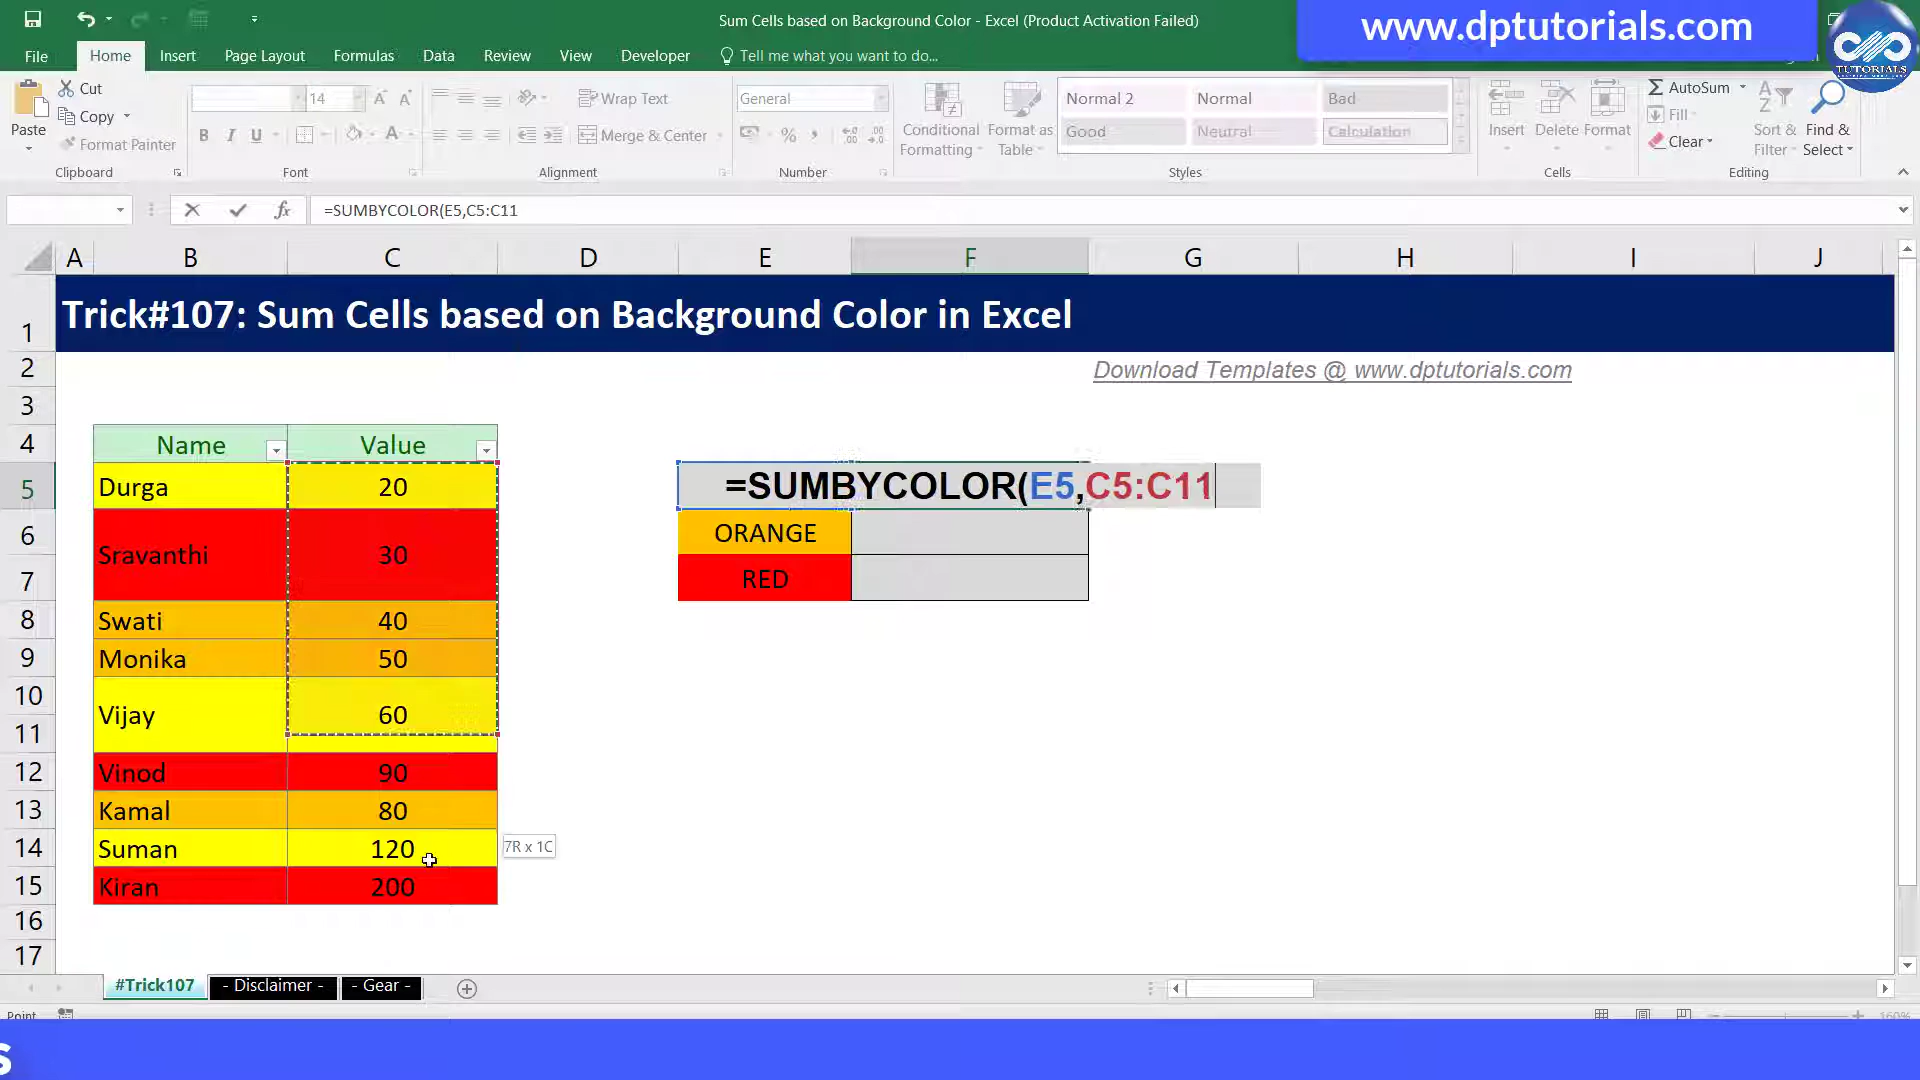 Sum Cells based on Background Color - Excel (Product Activation Failed)
www.dptutorials.com
TUTORIALS
File Home Insert Page Layout Formulas Data Review View Developer Tell me what you want to do...
Cut
Copy
Format Painter
Paste
Clipboard
14
B I U
A
Font
Wrap Text
Merge & Center
Alignment
General
%
Number
Conditional Formatting
Format as Table
Normal 2 Normal Bad
Good Neutral Calculation
Styles
Insert Delete Format
Cells
AutoSum
Fill
Clear
Sort & Filter
Find & Select
Editing
fx =SUMBYCOLOR(E5,C5:C11
A B C D E F G H I J
1 Trick#107: Sum Cells based on Background Color in Excel
2 Download Templates @ www.dptutorials.com
3
4 Name Value
5 Durga 20 =SUMBYCOLOR(E5,C5:C11
6 ORANGE
Sravanthi 30
7 RED
8 Swati 40
9 Monika 50
10
Vijay 60
11
12 Vinod 90
13 Kamal 80
14 Suman 120 7R x 1C
15 Kiran 200
16
17
#Trick107 - Disclaimer - - Gear -
Point 160%
s